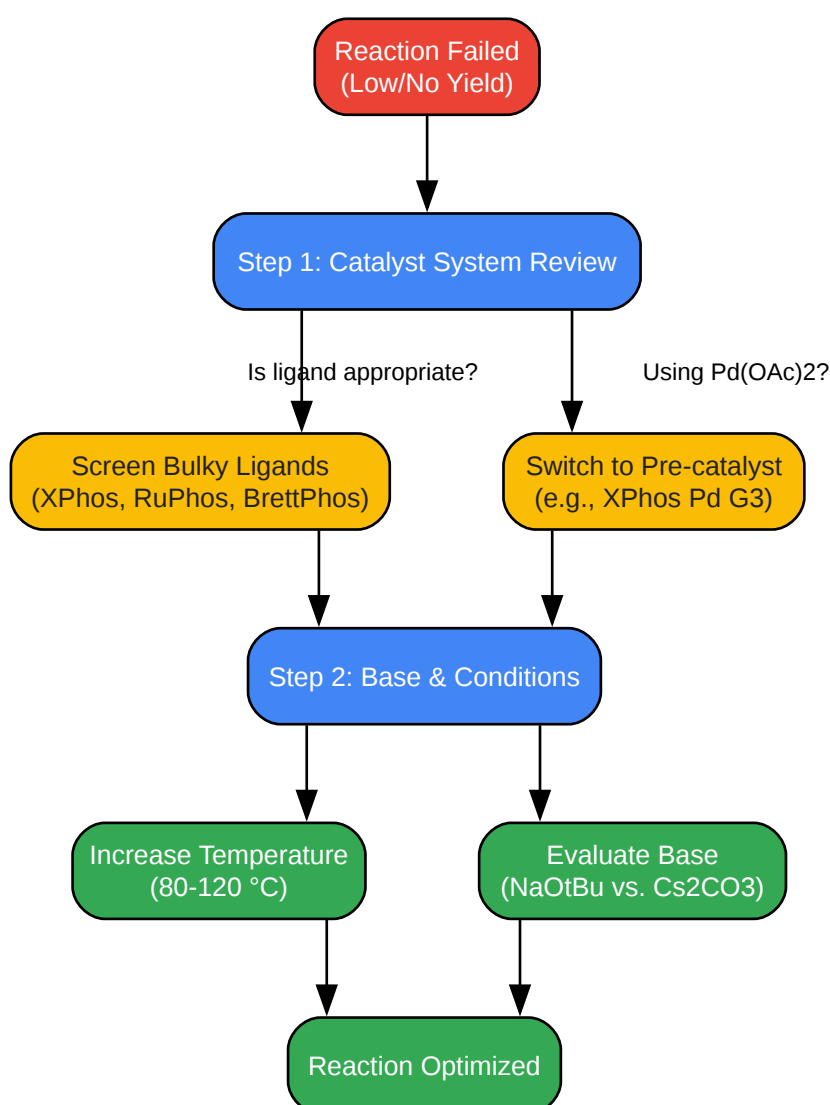 Reaction Failed
(Low/No Yield)
Step 1: Catalyst System Review
Is ligand appropriate?
Using Pd(OAc)2?
Screen Bulky Ligands
(XPhos, RuPhos, BrettPhos)
Switch to Pre-catalyst
(e.g., XPhos Pd G3)
Step 2: Base & Conditions
Increase Temperature
(80-120 °C)
Evaluate Base
(NaOtBu vs. Cs2CO3)
Reaction Optimized